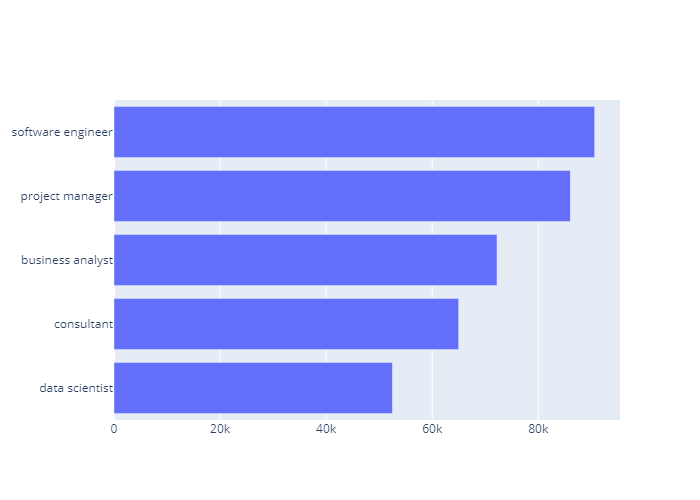 software engineer
project manager
business analyst
consultant
data scientist
0 20k 40k 60k 80k